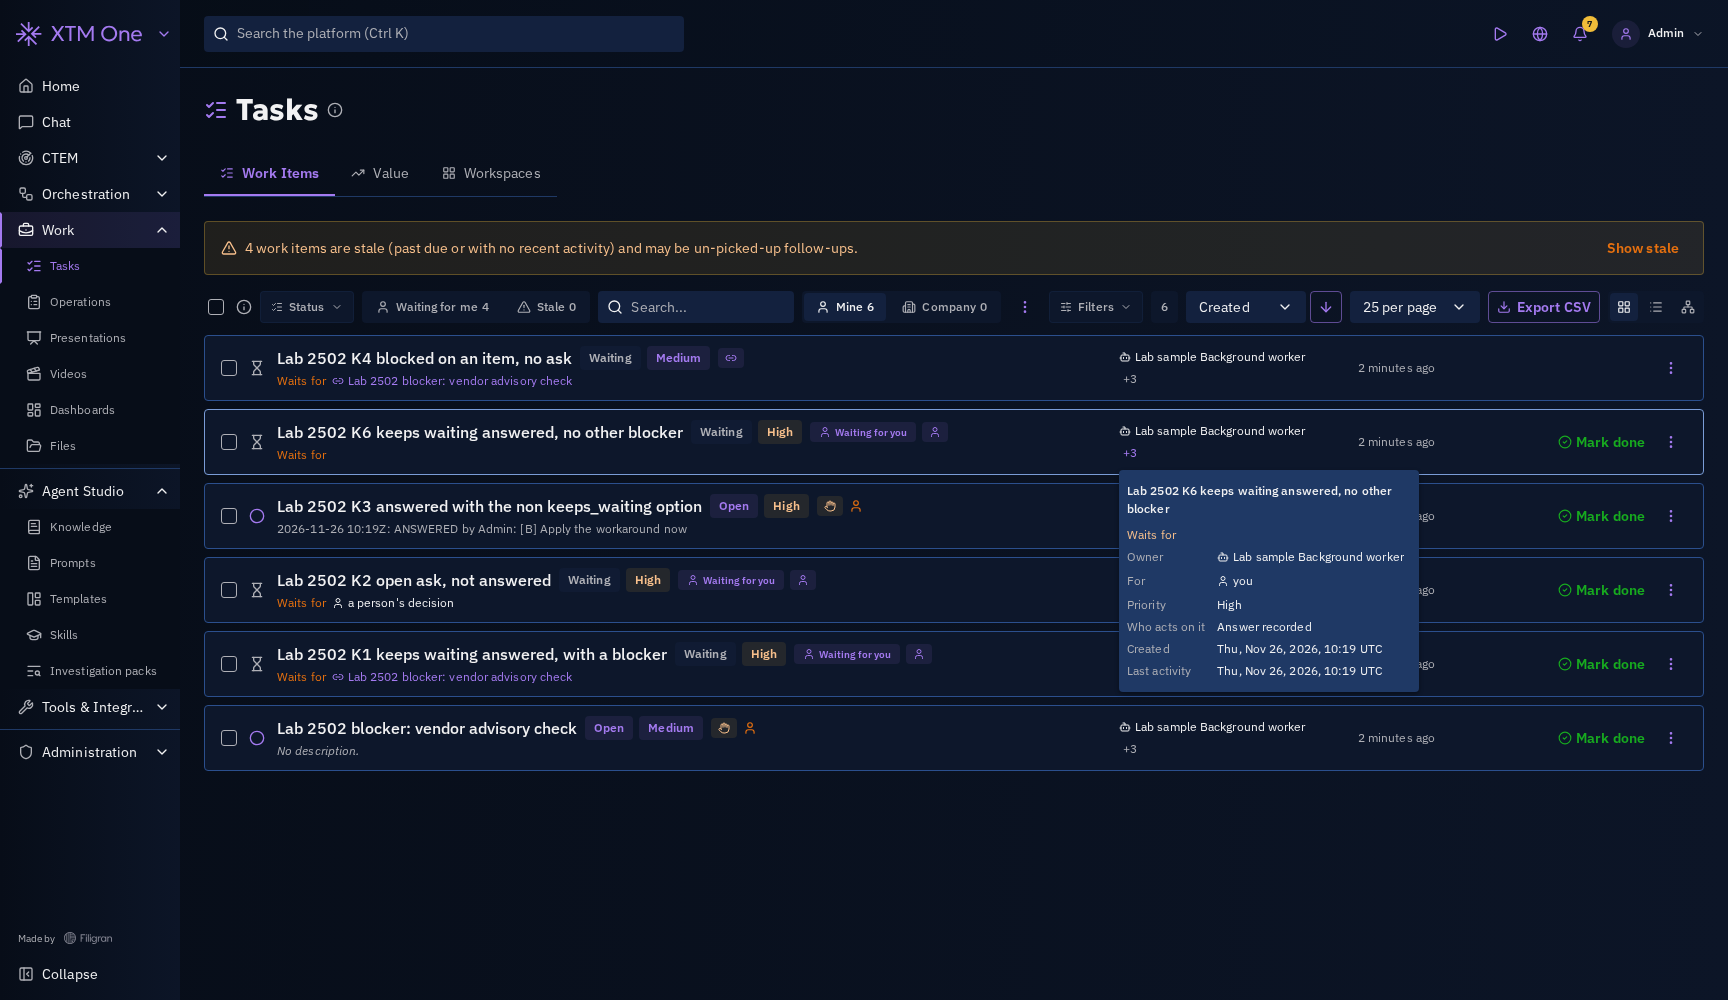 XTM One
Search the platform (Ctrl K)
7
Admin
Home
Chat
CTEM
Orchestration
Work
Tasks
Operations
Presentations
Videos
Dashboards
Files
Agent Studio
Knowledge
Prompts
Templates
Skills
Investigation packs
Tools & Integr...
Administration
Made by Filigran
Collapse
Tasks
Work Items Value Workspaces
4 work items are stale (past due or with no recent activity) and may be un-picked-up follow-ups. Show stale
Status Waiting for me 4 Stale 0 Search... Mine 6 Company 0 Filters 6 Created 25 per page Export CSV
Lab 2502 K4 blocked on an item, no ask Waiting Medium
Waits for Lab 2502 blocker: vendor advisory check
Lab sample Background worker
+3
2 minutes ago
Lab 2502 K6 keeps waiting answered, no other blocker Waiting High Waiting for you
Waits for
Lab sample Background worker
+3
2 minutes ago
Mark done
Lab 2502 K3 answered with the non keeps_waiting option Open High
2026-11-26 10:19Z: ANSWERED by Admin: [B] Apply the workaround now
ago
Mark done
Lab 2502 K2 open ask, not answered Waiting High Waiting for you
Waits for a person's decision
ago
Mark done
Lab 2502 K1 keeps waiting answered, with a blocker Waiting High Waiting for you
Waits for Lab 2502 blocker: vendor advisory check
ago
Mark done
Lab 2502 blocker: vendor advisory check Open Medium
No description.
Lab sample Background worker
+3
2 minutes ago
Mark done
Lab 2502 K6 keeps waiting answered, no other
blocker
Waits for
Owner Lab sample Background worker
For you
Priority High
Who acts on it Answer recorded
Created Thu, Nov 26, 2026, 10:19 UTC
Last activity Thu, Nov 26, 2026, 10:19 UTC